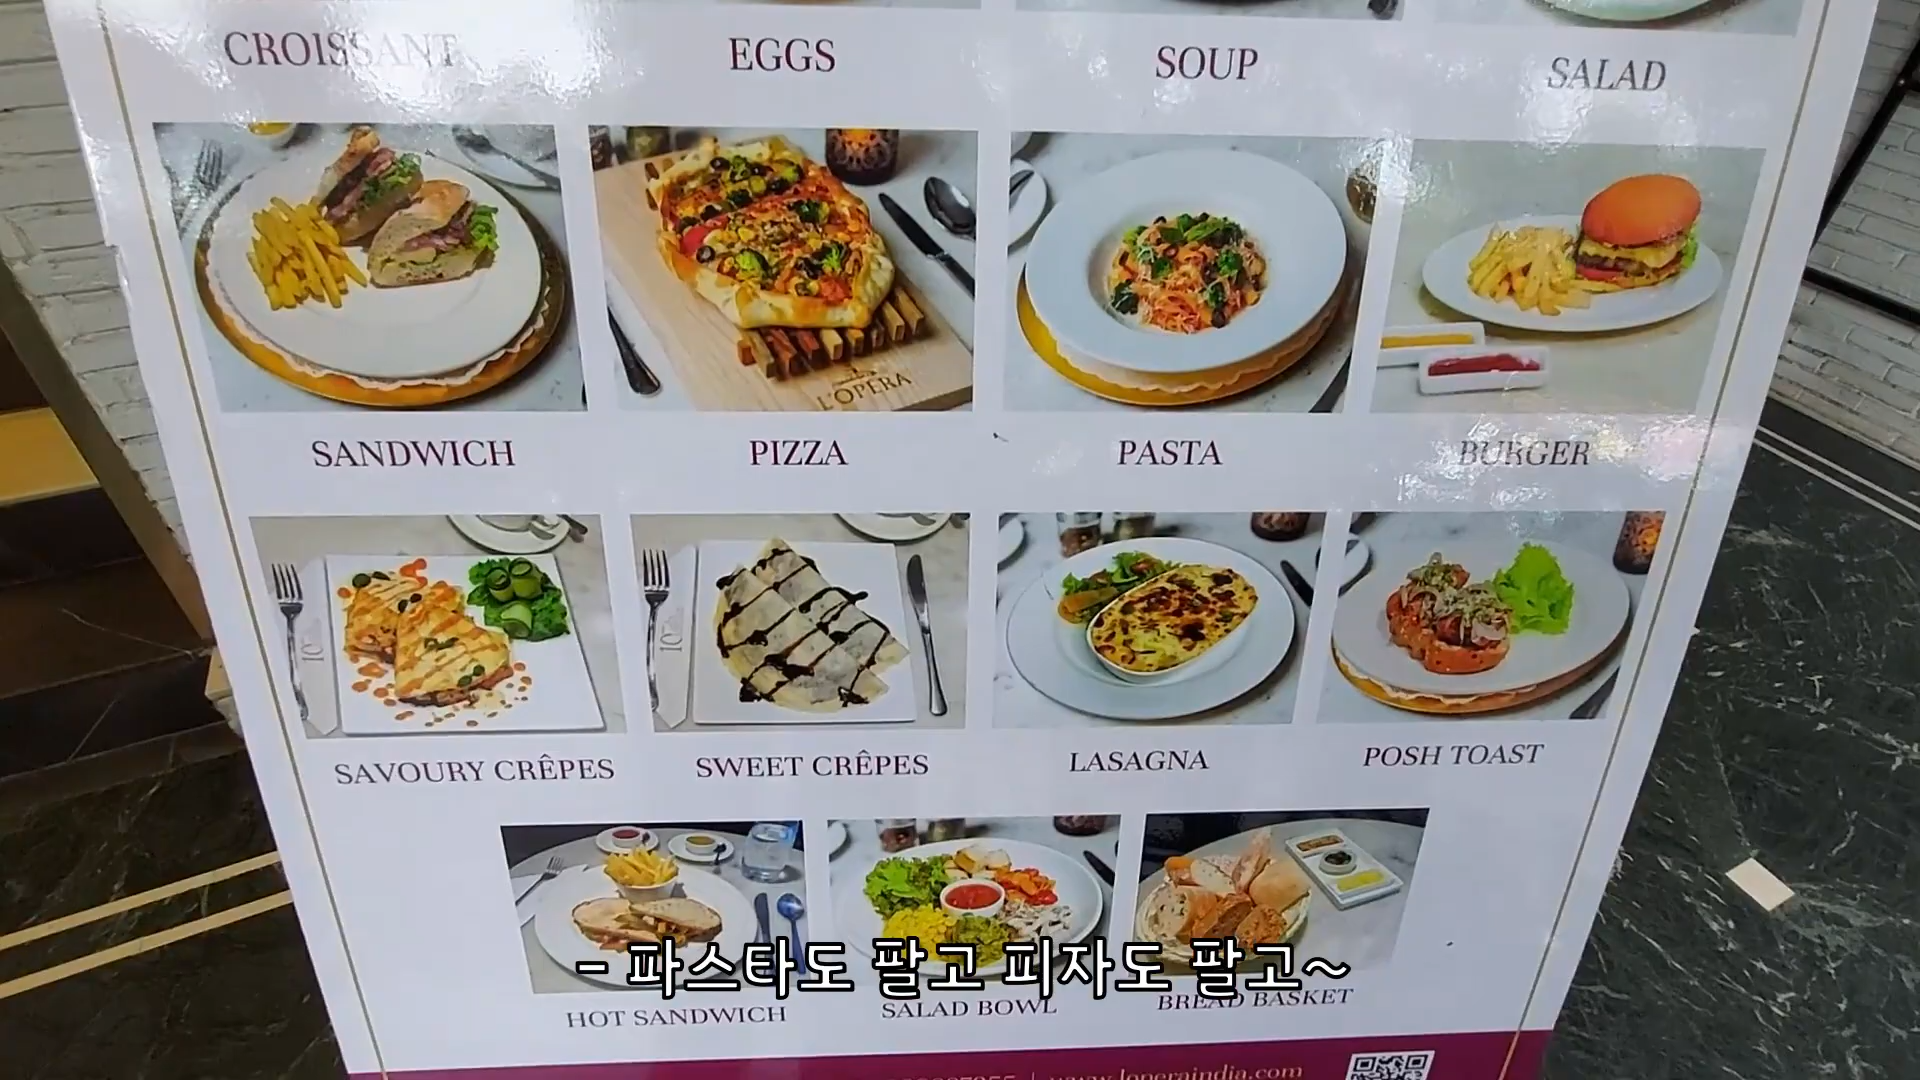 CROISSANT
EGGS
SOUP
SALAD
L'OPÉRA
SANDWICH
PIZZA
PASTA
BURGER
SAVOURY CRÊPES
SWEET CRÊPES
LASAGNA
POSH TOAST
- 파스타도 팔고 피자도 팔고~
HOT SANDWICH
SALAD BOWL
BREAD BASKET
| www.loperaindia.com